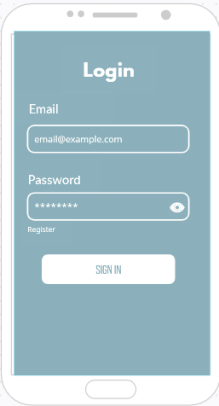 Login
Email
email@example.com
Password
********
Register
SIGN IN